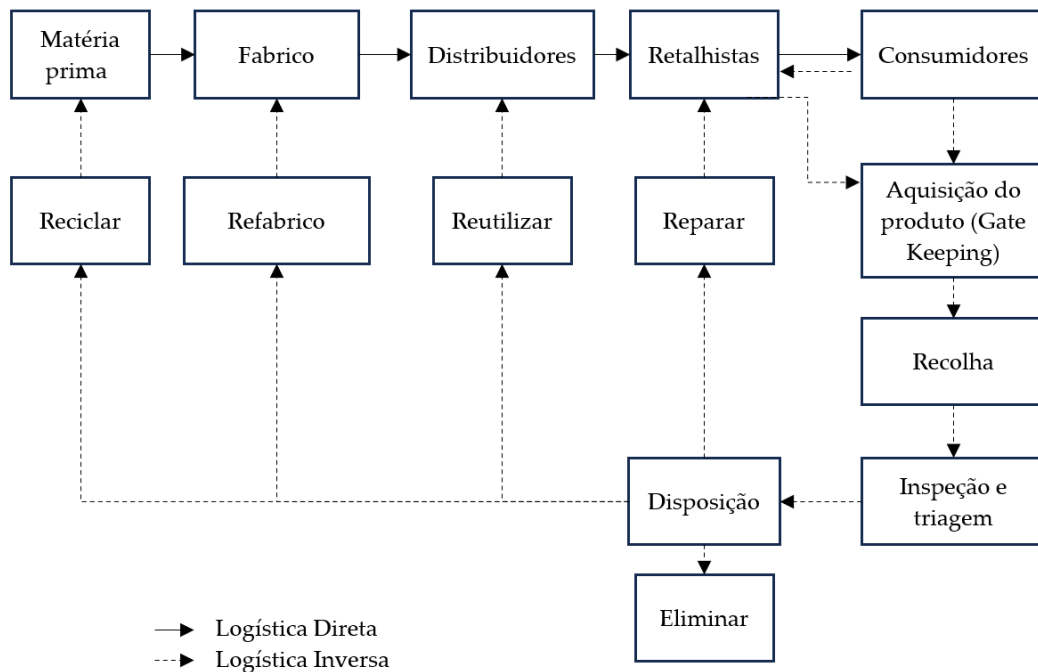 Matéria
prima
Fabrico
Distribuidores
Retalhistas
Consumidores
Reciclar
Refabrico
Reutilizar
Reparar
Aquisição do
produto (Gate
Keeping)
Recolha
Disposição
Inspeção e
triagem
Eliminar
Logística Direta
Logística Inversa